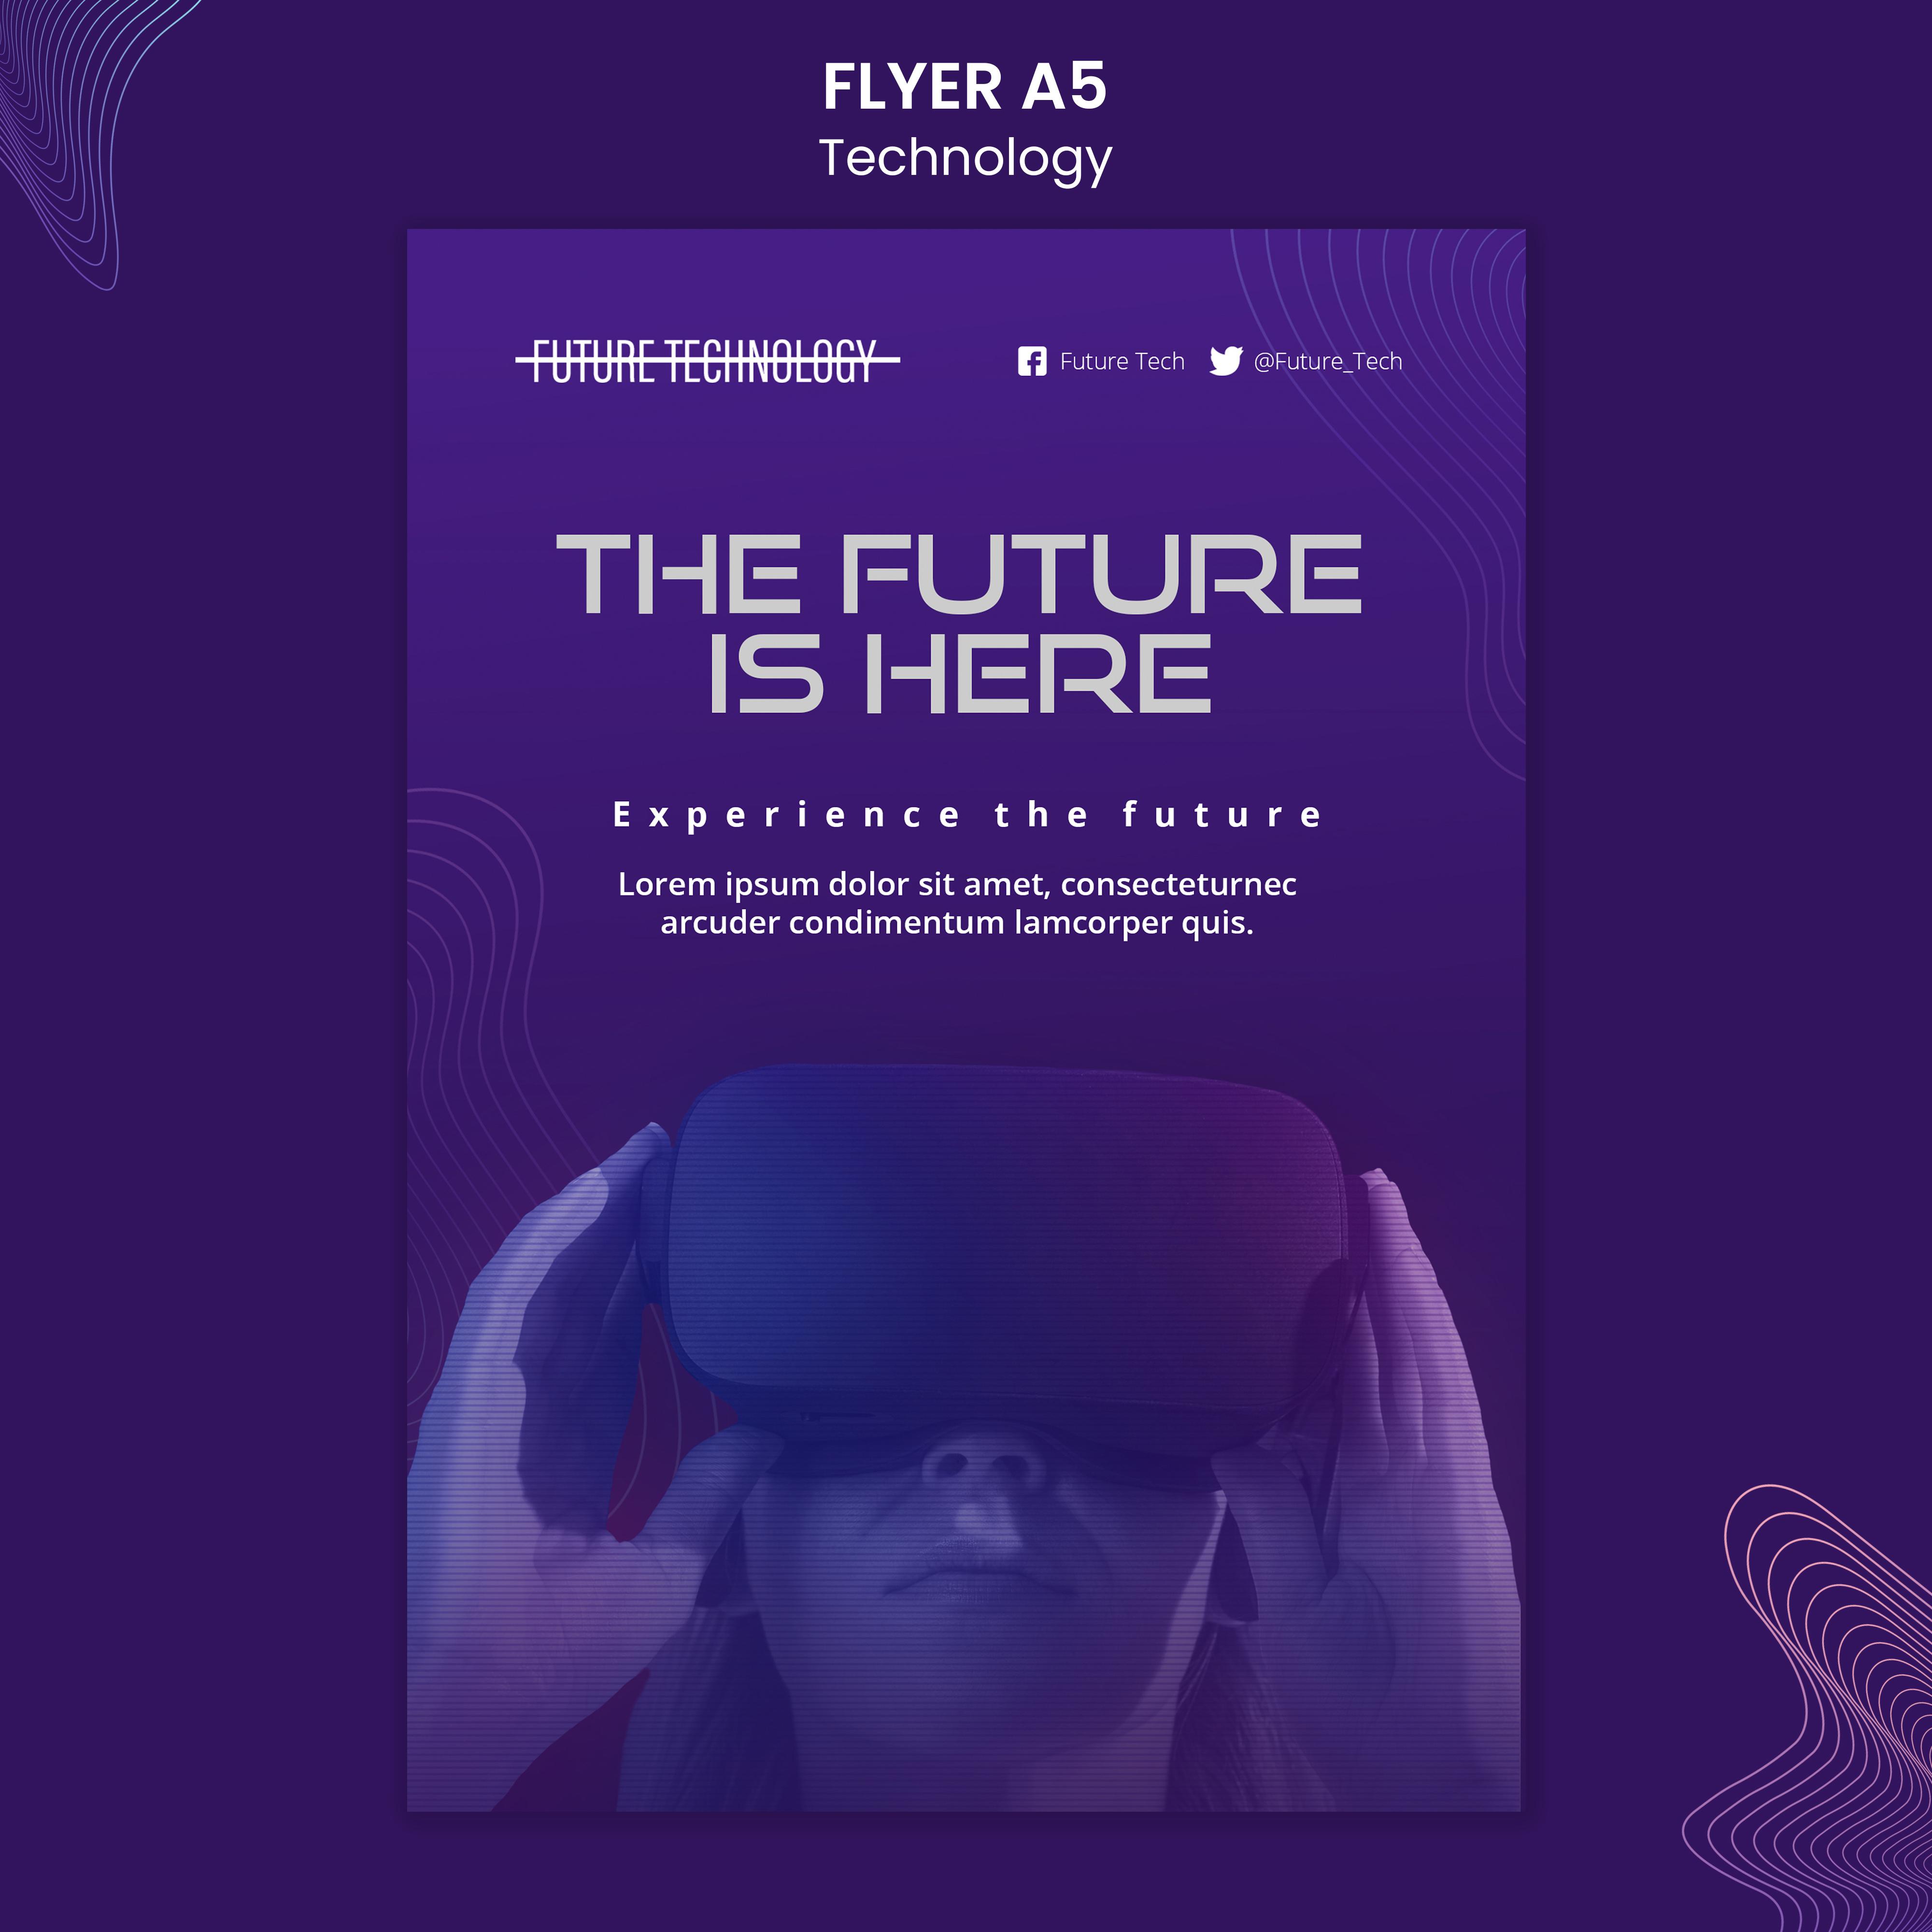 FLYER A5
Technology
FUTURE TECHNOLOGY
Future Tech @Future_Tech
THE FUTURE
IS HERE
Experience the future
Lorem ipsum dolor sit amet, consecteturnec
arcuder condimentum lamcorper quis.